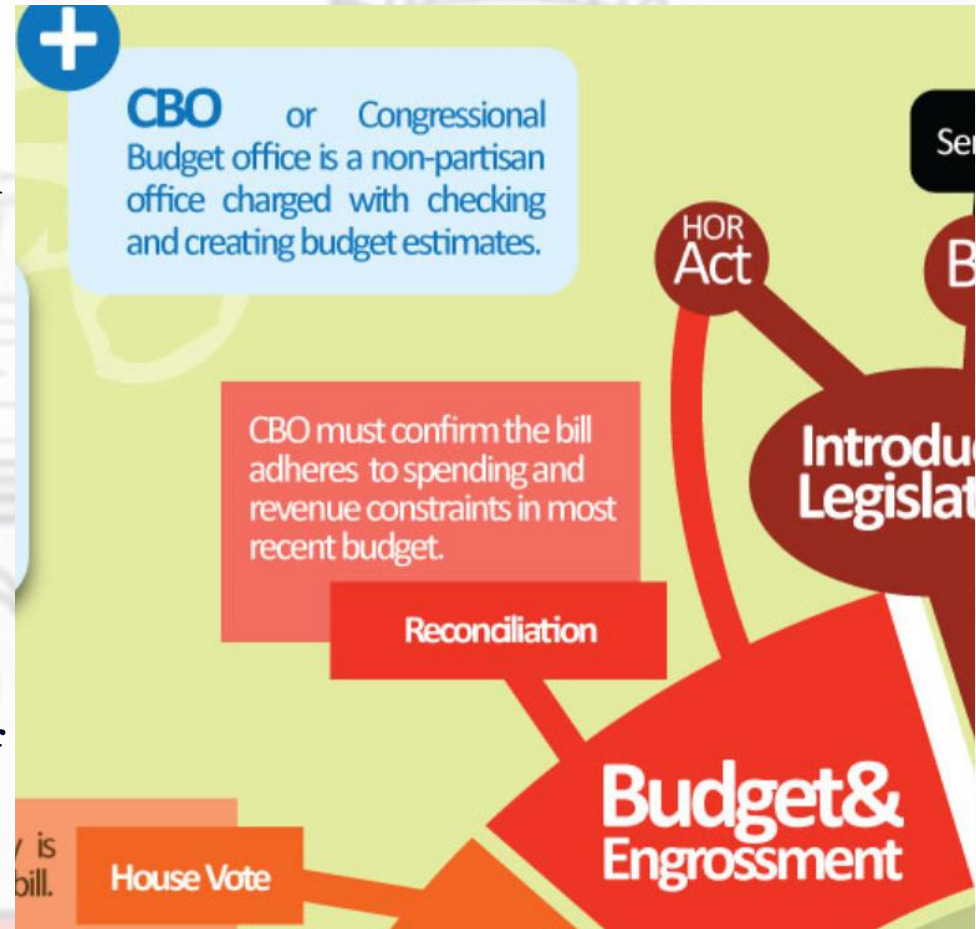 CBO or Congressional
Budget office is a non-partisan
office charged with checking
and creating budget estimates.
HOR
Act
CBO must confirm the bill
adheres to spending and
revenue constraints in most
recent budget.
Reconciliation
Budget&
Engrossment
is
bill.
House Vote